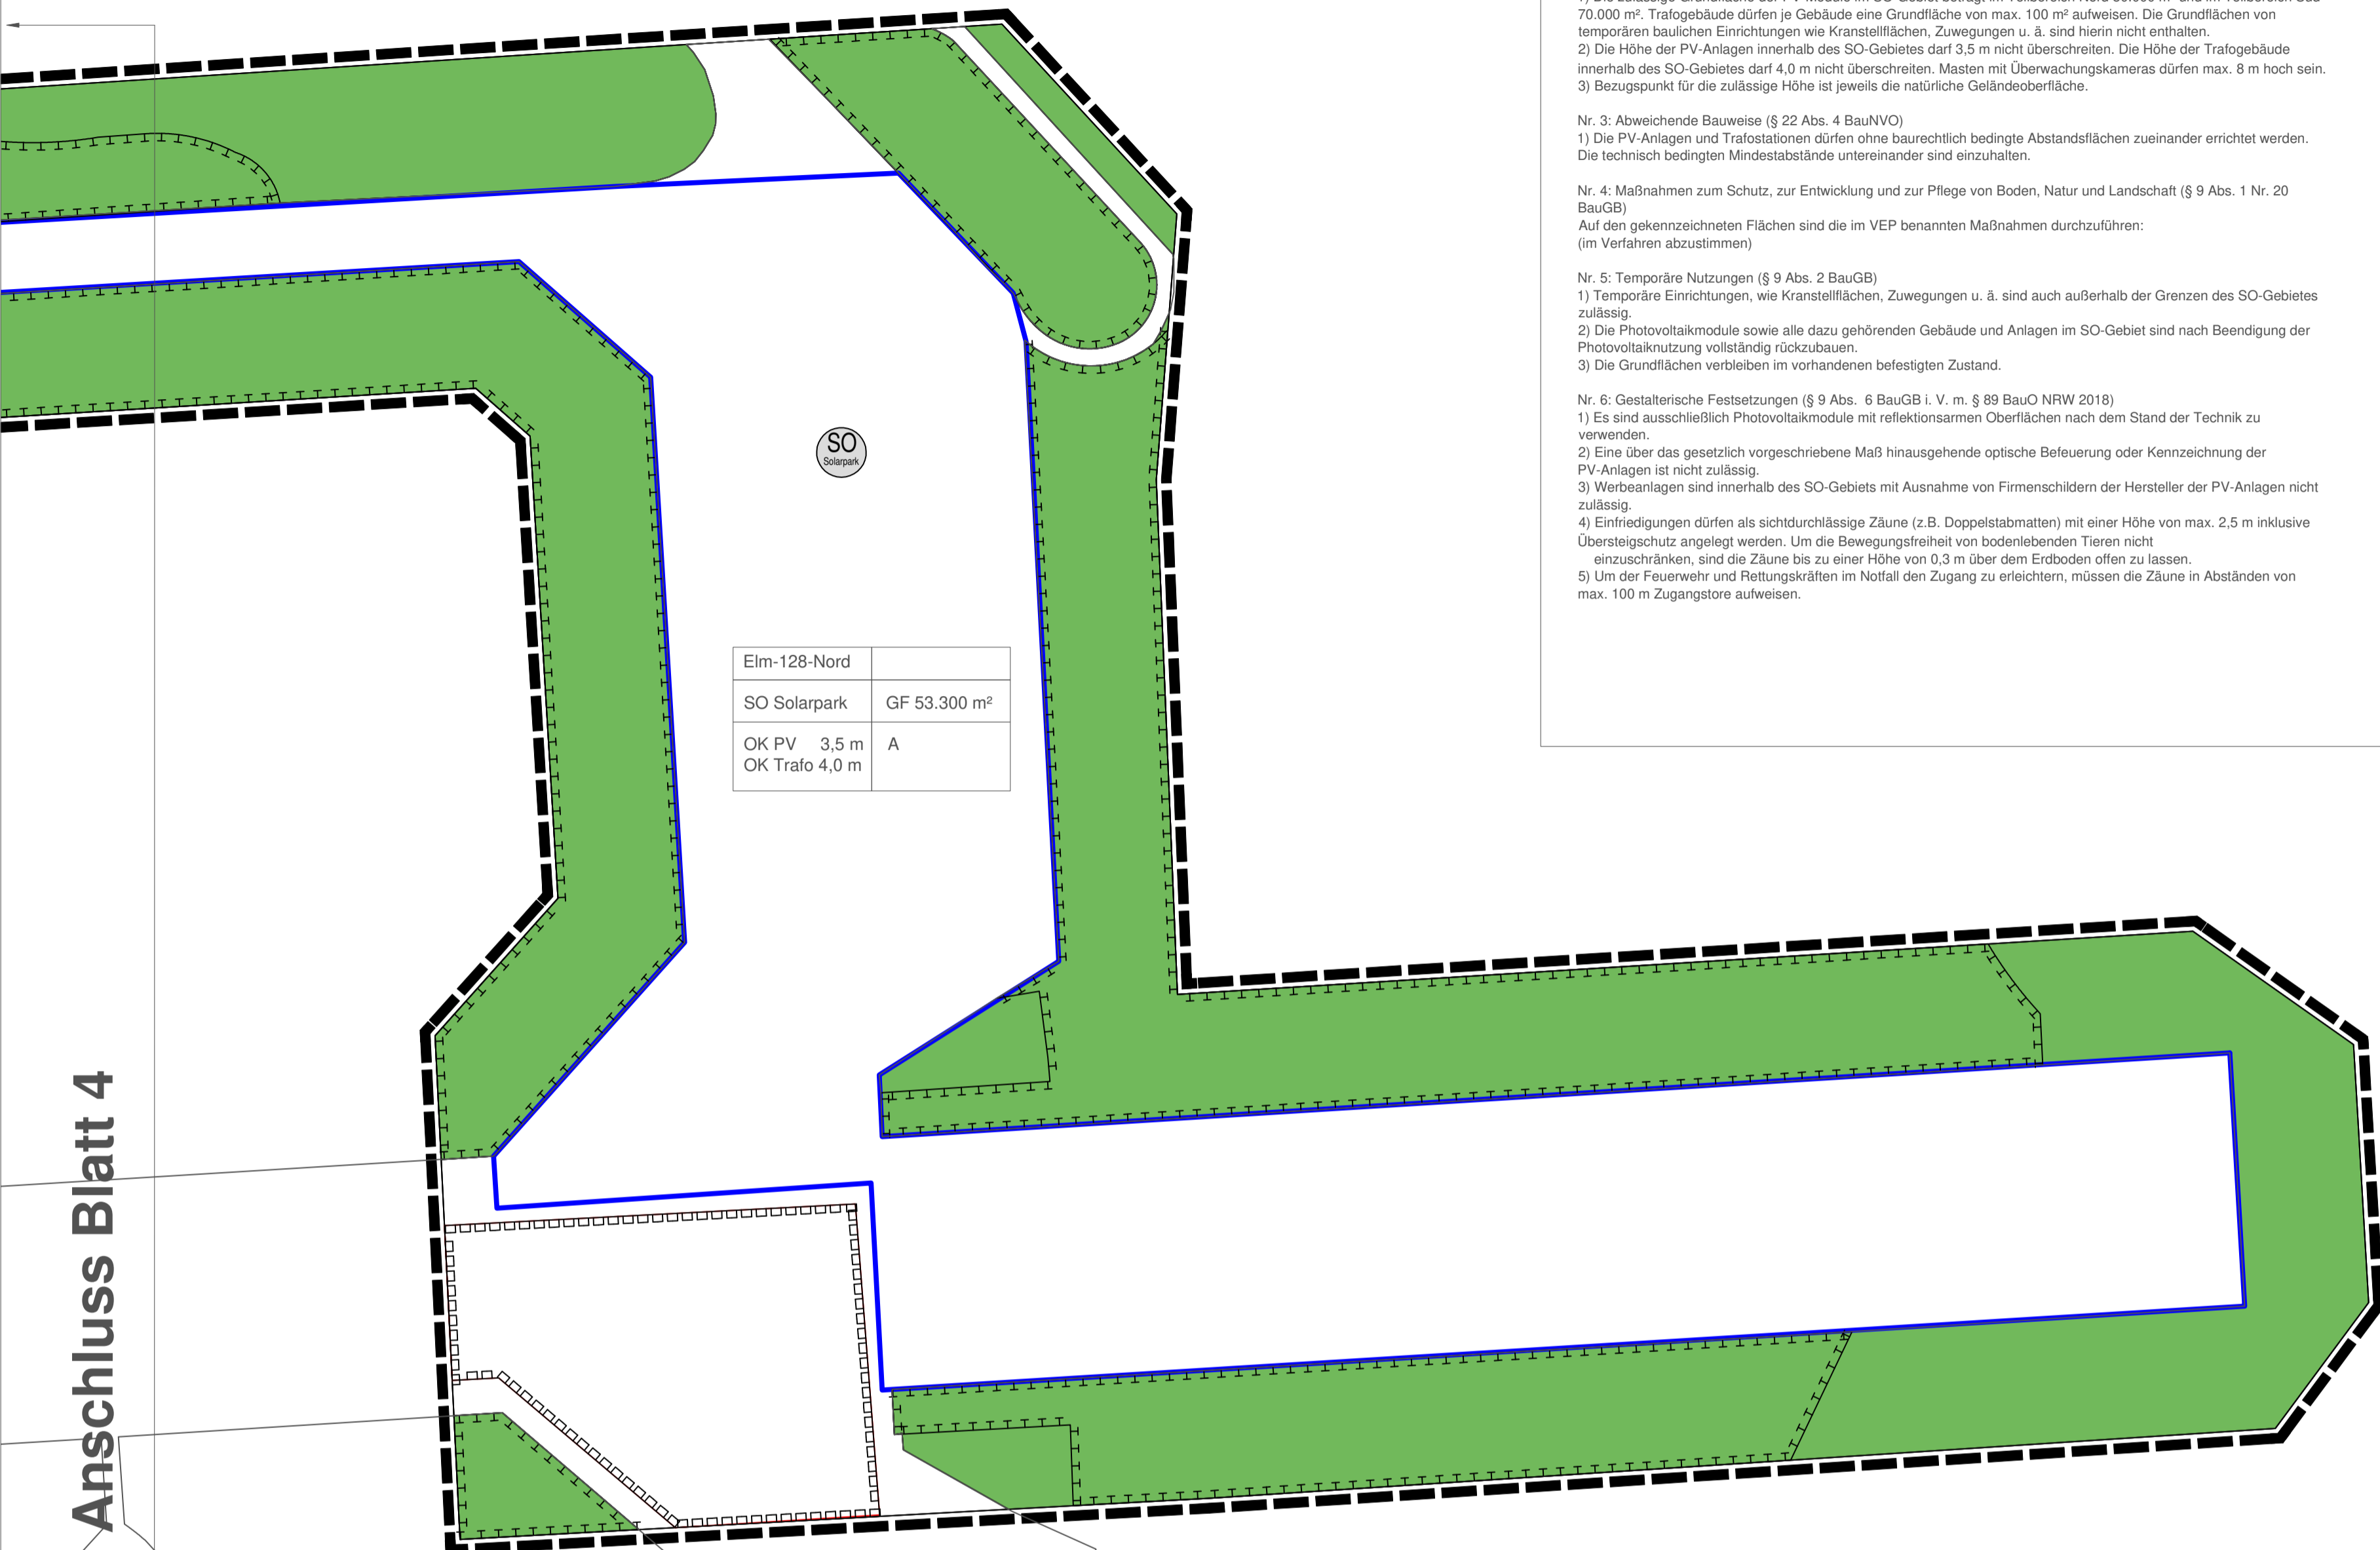 70.000 m². Trafogebäude dürfen je Gebäude eine Grundfläche von max. 100 m² aufweisen. Die Grundflächen von
temporären baulichen Einrichtungen wie Kranstellflächen, Zuwegungen u. ä. sind hierin nicht enthalten.
2) Die Höhe der PV-Anlagen innerhalb des SO-Gebietes darf 3,5 m nicht überschreiten. Die Höhe der Trafogebäude
innerhalb des SO-Gebietes darf 4,0 m nicht überschreiten. Masten mit Überwachungskameras dürfen max. 8 m hoch sein.
3) Bezugspunkt für die zulässige Höhe ist jeweils die natürliche Geländeoberfläche.
Nr. 3: Abweichende Bauweise (§ 22 Abs. 4 BauNVO)
1) Die PV-Anlagen und Trafostationen dürfen ohne baurechtlich bedingte Abstandsflächen zueinander errichtet werden.
Die technisch bedingten Mindestabstände untereinander sind einzuhalten.
Nr. 4: Maßnahmen zum Schutz, zur Entwicklung und zur Pflege von Boden, Natur und Landschaft (§ 9 Abs. 1 Nr. 20
BauGB)
Auf den gekennzeichneten Flächen sind die im VEP benannten Maßnahmen durchzuführen:
(im Verfahren abzustimmen)
Nr. 5: Temporäre Nutzungen (§ 9 Abs. 2 BauGB)
1) Temporäre Einrichtungen, wie Kranstellflächen, Zuwegungen u. ä. sind auch außerhalb der Grenzen des SO-Gebietes
zulässig.
2) Die Photovoltaikmodule sowie alle dazu gehörenden Gebäude und Anlagen im SO-Gebiet sind nach Beendigung der
Photovoltaiknutzung vollständig rückzubauen.
3) Die Grundflächen verbleiben im vorhandenen befestigten Zustand.
Nr. 6: Gestalterische Festsetzungen (§ 9 Abs. 6 BauGB i. V. m. § 89 BauO NRW 2018)
1) Es sind ausschließlich Photovoltaikmodule mit reflektionsarmen Oberflächen nach dem Stand der Technik zu
verwenden.
2) Eine über das gesetzlich vorgeschriebene Maß hinausgehende optische Befeuerung oder Kennzeichnung der
PV-Anlagen ist nicht zulässig.
3) Werbeanlagen sind innerhalb des SO-Gebiets mit Ausnahme von Firmenschildern der Hersteller der PV-Anlagen nicht
zulässig.
4) Einfriedigungen dürfen als sichtdurchlässige Zäune (z.B. Doppelstabmatten) mit einer Höhe von max. 2,5 m inklusive
Übersteigschutz angelegt werden. Um die Bewegungsfreiheit von bodenlebenden Tieren nicht
einzuschränken, sind die Zäune bis zu einer Höhe von 0,3 m über dem Erdboden offen zu lassen.
5) Um der Feuerwehr und Rettungskräften im Notfall den Zugang zu erleichtern, müssen die Zäune in Abständen von
max. 100 m Zugangstore aufweisen.
SO
Solarpark
Elm-128-Nord
SO Solarpark GF 53.300 m²
OK PV 3,5 m A
OK Trafo 4,0 m
Anschluss Blatt 4